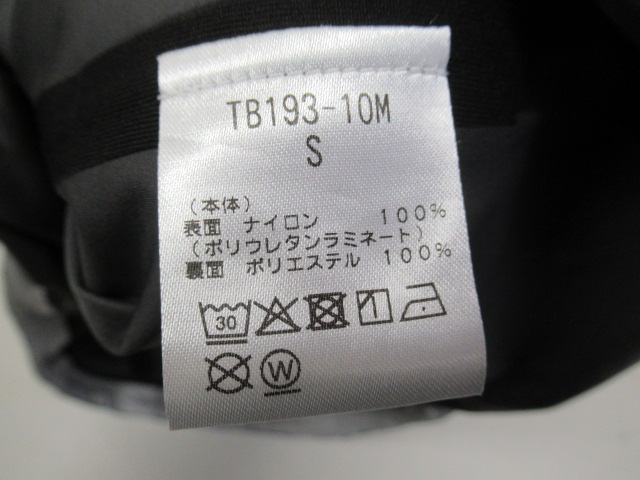 TB193-10M
S
(本体)
表面 ナイロン 100%
(ポリウレタンラミネート)
裏面 ポリエステル 100%
30
W